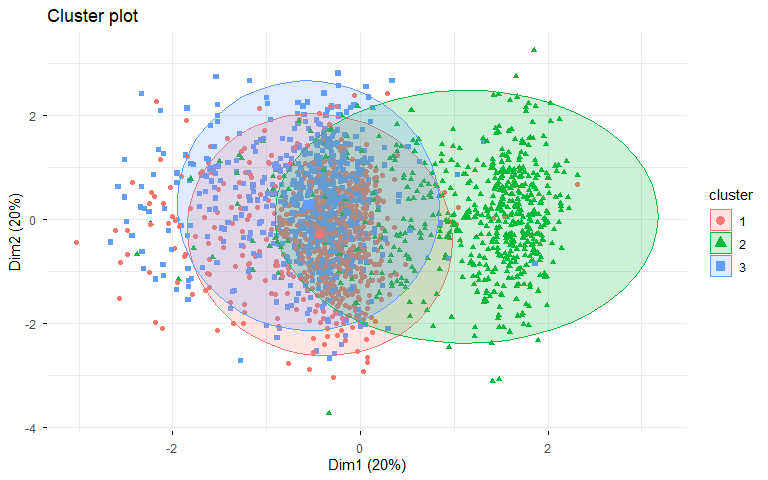 Cluster plot
Dim2 (20%)
2
0
-2
-4
-2
0
2
Dim1 (20%)
cluster
1
2
3